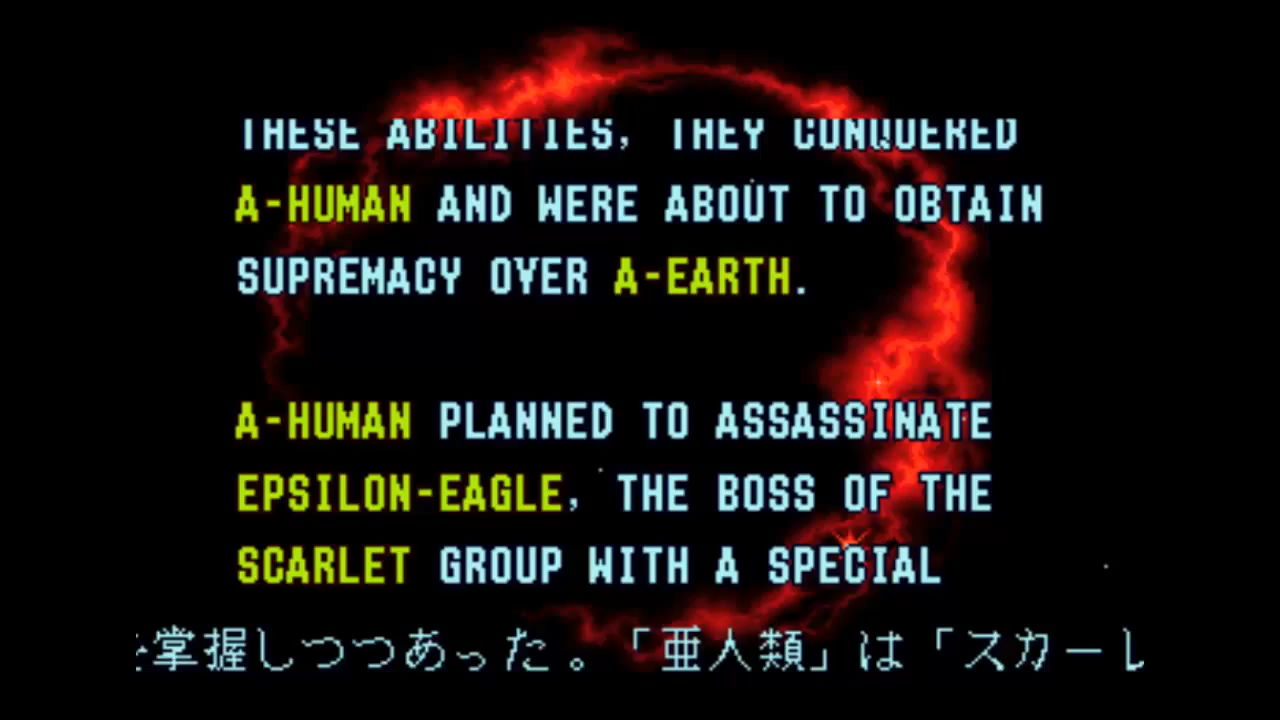 THESE ABILITIES, THEY CONQUERED
A-HUMAN AND WERE ABOUT TO OBTAIN
SUPREMACY OVER A-EARTH.
A-HUMAN PLANNED TO ASSASSINATE
EPSILON-EAGLE, THE BOSS OF THE
SCARLET GROUP WITH A SPECIAL
を掌握しつつあった。「亜人類」は「スカーレ